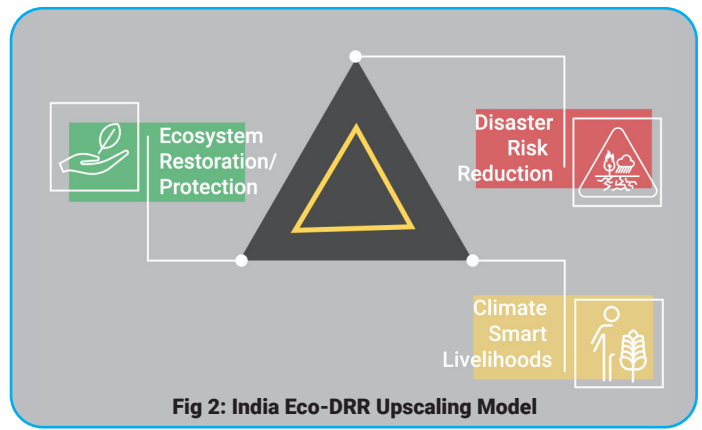 Ecosystem
Restoration/
Protection
Disaster
Risk
Reduction
Climate
Smart
Livelihoods
Fig 2: India Eco-DRR Upscaling Model